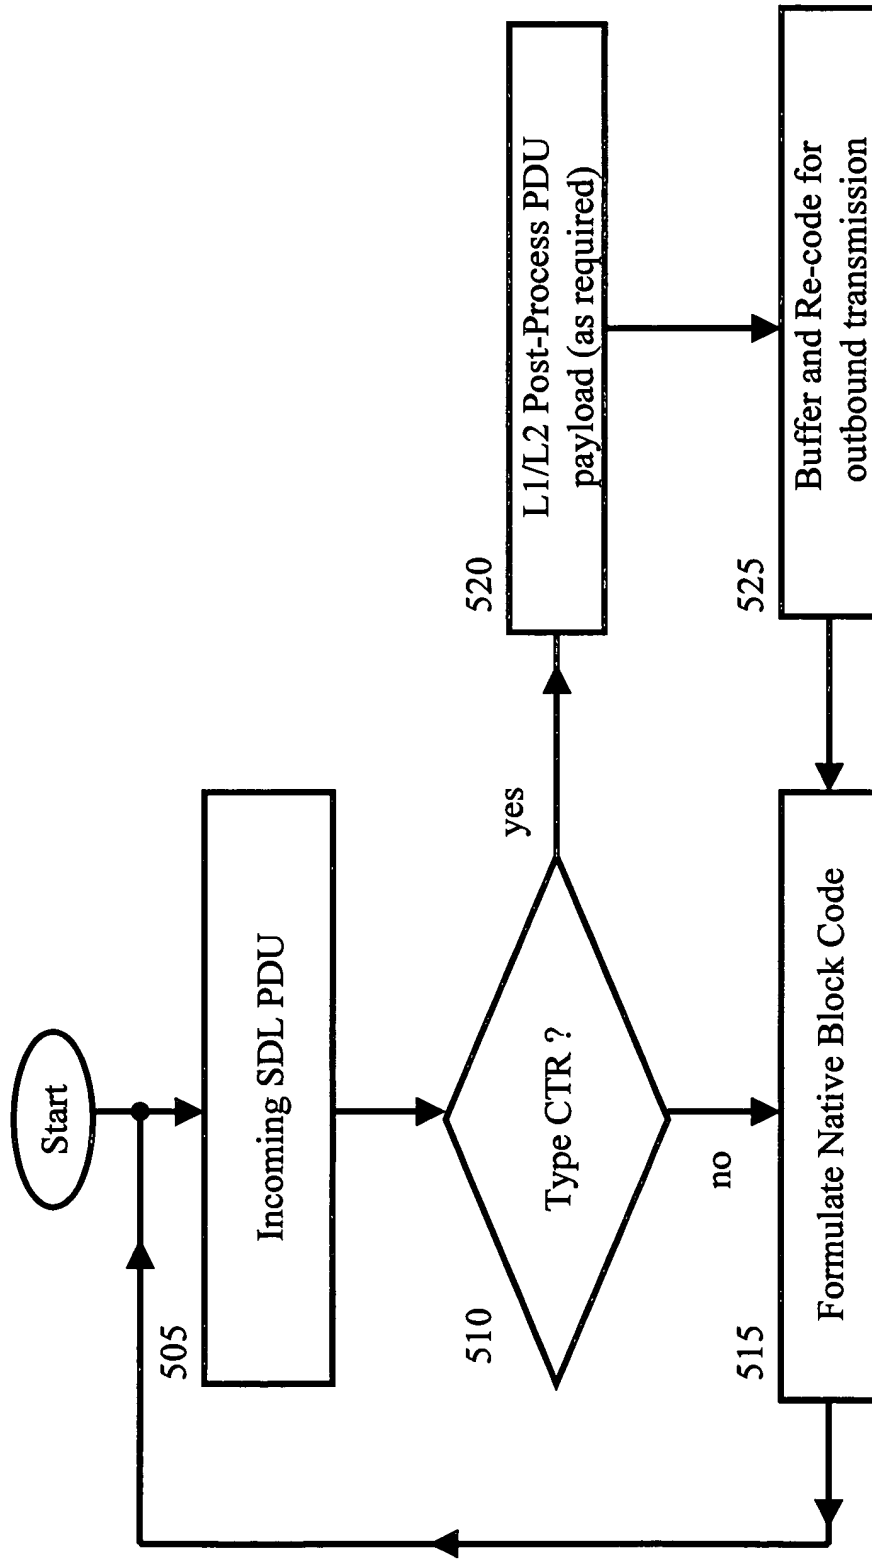 Start
505
Incoming SDL PDU
510
Type CTR ?
yes
no
520
L1/L2 Post-Process PDU
payload (as required)
515
Formulate Native Block Code
525
Buffer and Re-code for
outbound transmission